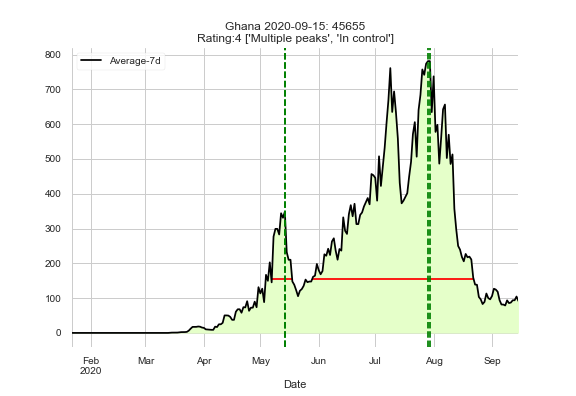 Ghana 2020-09-15: 45655
Rating:4 ['Multiple peaks', 'In control']
Average-7d
800
700
600
500
400
300
200
100
0
Feb Mar Apr May Jun Jul Aug Sep
2020
Date